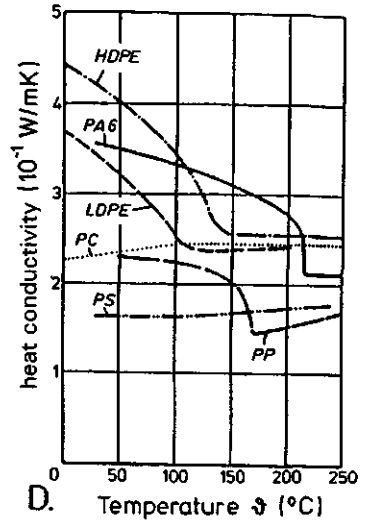 heat conductivity (10⁻¹ W/mK)
5
4
3
2
1
0
HDPE
PA6
LDPE
PC
PS
PP
0 50 100 150 200 250
D. Temperature ϑ (°C)